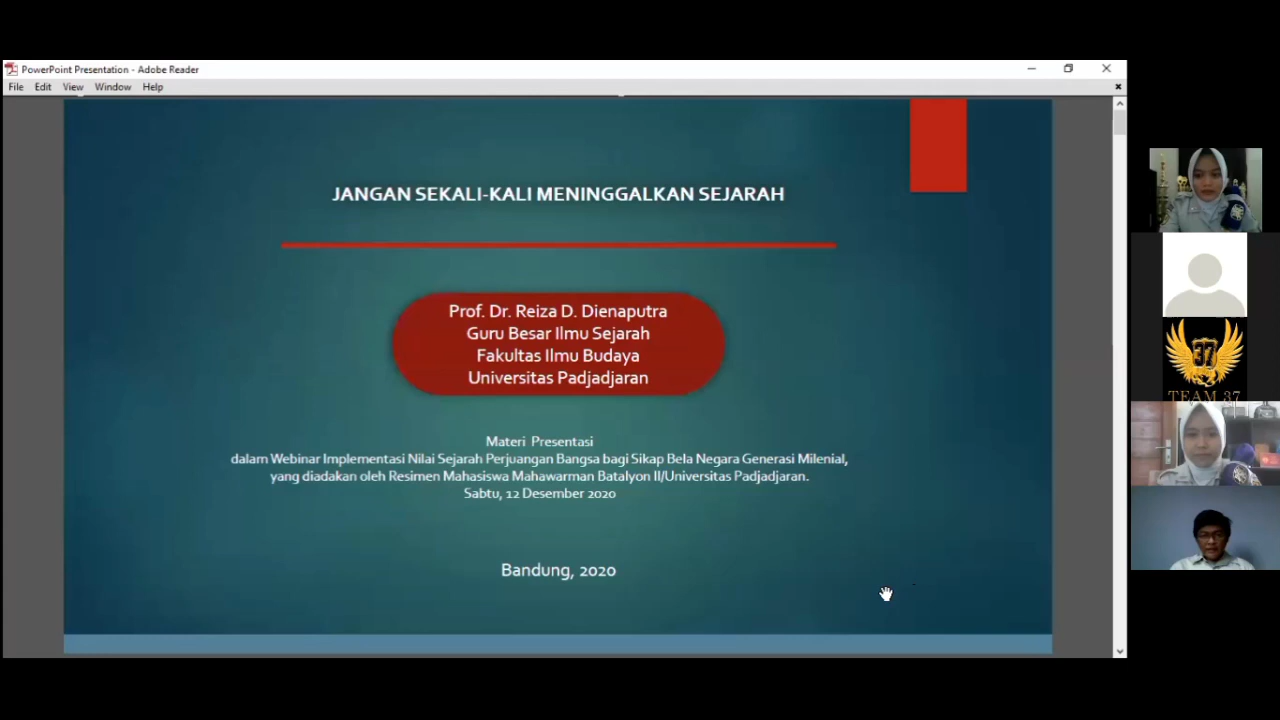 PowerPoint Presentation - Adobe Reader
File Edit View Window Help
JANGAN SEKALI-KALI MENINGGALKAN SEJARAH
Prof. Dr. Reiza D. Dienaputra
Guru Besar Ilmu Sejarah
Fakultas Ilmu Budaya
Universitas Padjadjaran
Materi Presentasi
dalam Webinar Implementasi Nilai Sejarah Perjuangan Bangsa bagi Sikap Bela Negara Generasi Milenial,
yang diadakan oleh Resimen Mahasiswa Mahawarman Batalyon II/Universitas Padjadjaran.
Sabtu, 12 Desember 2020
Bandung, 2020
37
TEAM 37